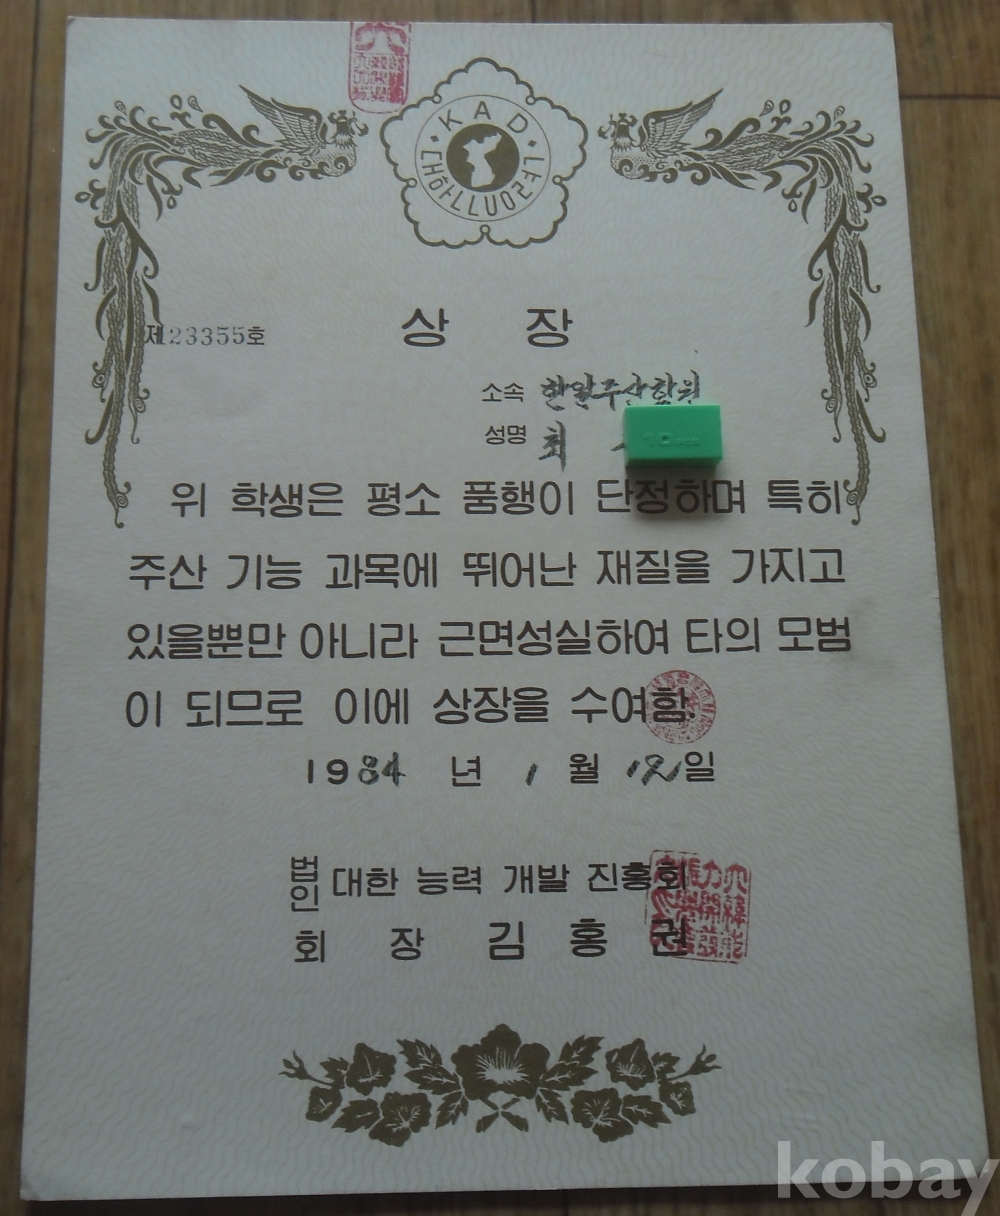 KAD
대한능력
제23355호
상 장
소속 한일주산학원
성명 최
위 학생은 평소 품행이 단정하며 특히
주산 기능 과목에 뛰어난 재질을 가지고
있을뿐만 아니라 근면성실하여 타의 모범
이 되므로 이에 상장을 수여함.
1984 년 1 월 12일
법인 대한 능력 개발 진흥회
회 장 김 홍 권
kobay